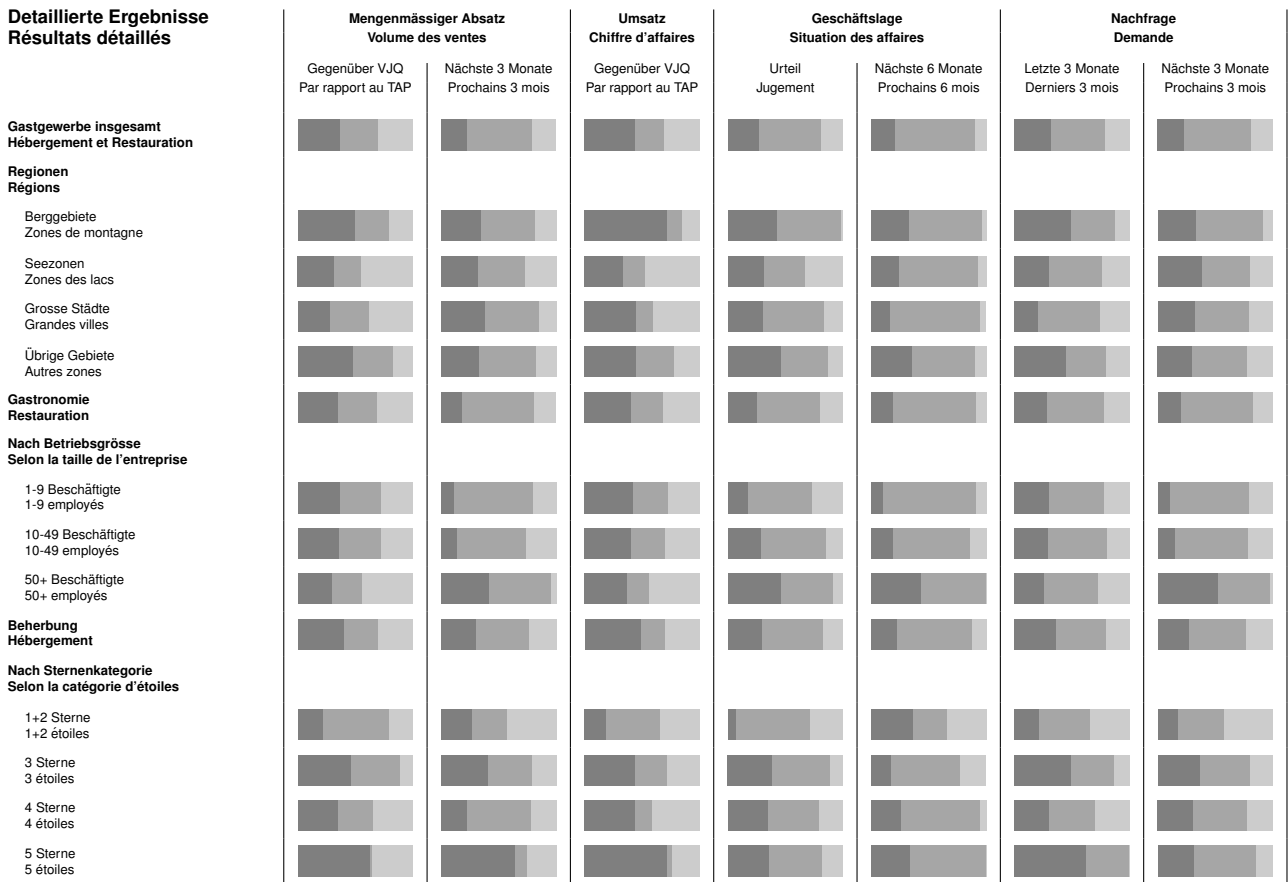 Detaillierte Ergebnisse
Résultats détaillés
Mengenmässiger Absatz
Volume des ventes
Umsatz
Chiffre d'affaires
Geschäftslage
Situation des affaires
Nachfrage
Demande
Gegenüber VJQ
Par rapport au TAP
Nächste 3 Monate
Prochains 3 mois
Gegenüber VJQ
Par rapport au TAP
Urteil
Jugement
Nächste 6 Monate
Prochains 6 mois
Letzte 3 Monate
Derniers 3 mois
Nächste 3 Monate
Prochains 3 mois
Gastgewerbe insgesamt
Hébergement et Restauration
Regionen
Régions
Berggebiete
Zones de montagne
Seezonen
Zones des lacs
Grosse Städte
Grandes villes
Übrige Gebiete
Autres zones
Gastronomie
Restauration
Nach Betriebsgrösse
Selon la taille de l'entreprise
1-9 Beschäftigte
1-9 employés
10-49 Beschäftigte
10-49 employés
50+ Beschäftigte
50+ employés
Beherbung
Hébergement
Nach Sternenkategorie
Selon la catégorie d'étoiles
1+2 Sterne
1+2 étoiles
3 Sterne
3 étoiles
4 Sterne
4 étoiles
5 Sterne
5 étoiles